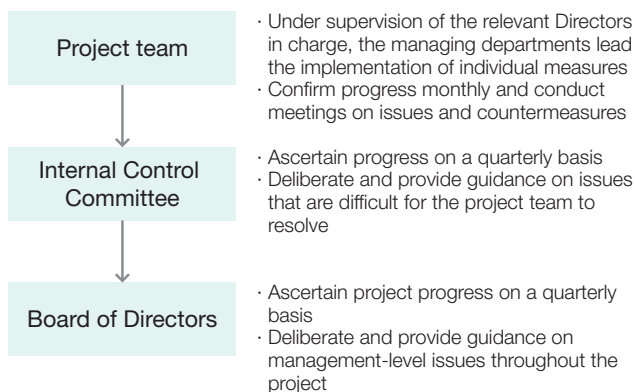 Project team
· Under supervision of the relevant Directors
in charge, the managing departments lead
the implementation of individual measures
· Confirm progress monthly and conduct
meetings on issues and countermeasures
Internal Control
Committee
· Ascertain progress on a quarterly basis
· Deliberate and provide guidance on issues
that are difficult for the project team to
resolve
Board of Directors
· Ascertain project progress on a quarterly
basis
· Deliberate and provide guidance on
management-level issues throughout the
project